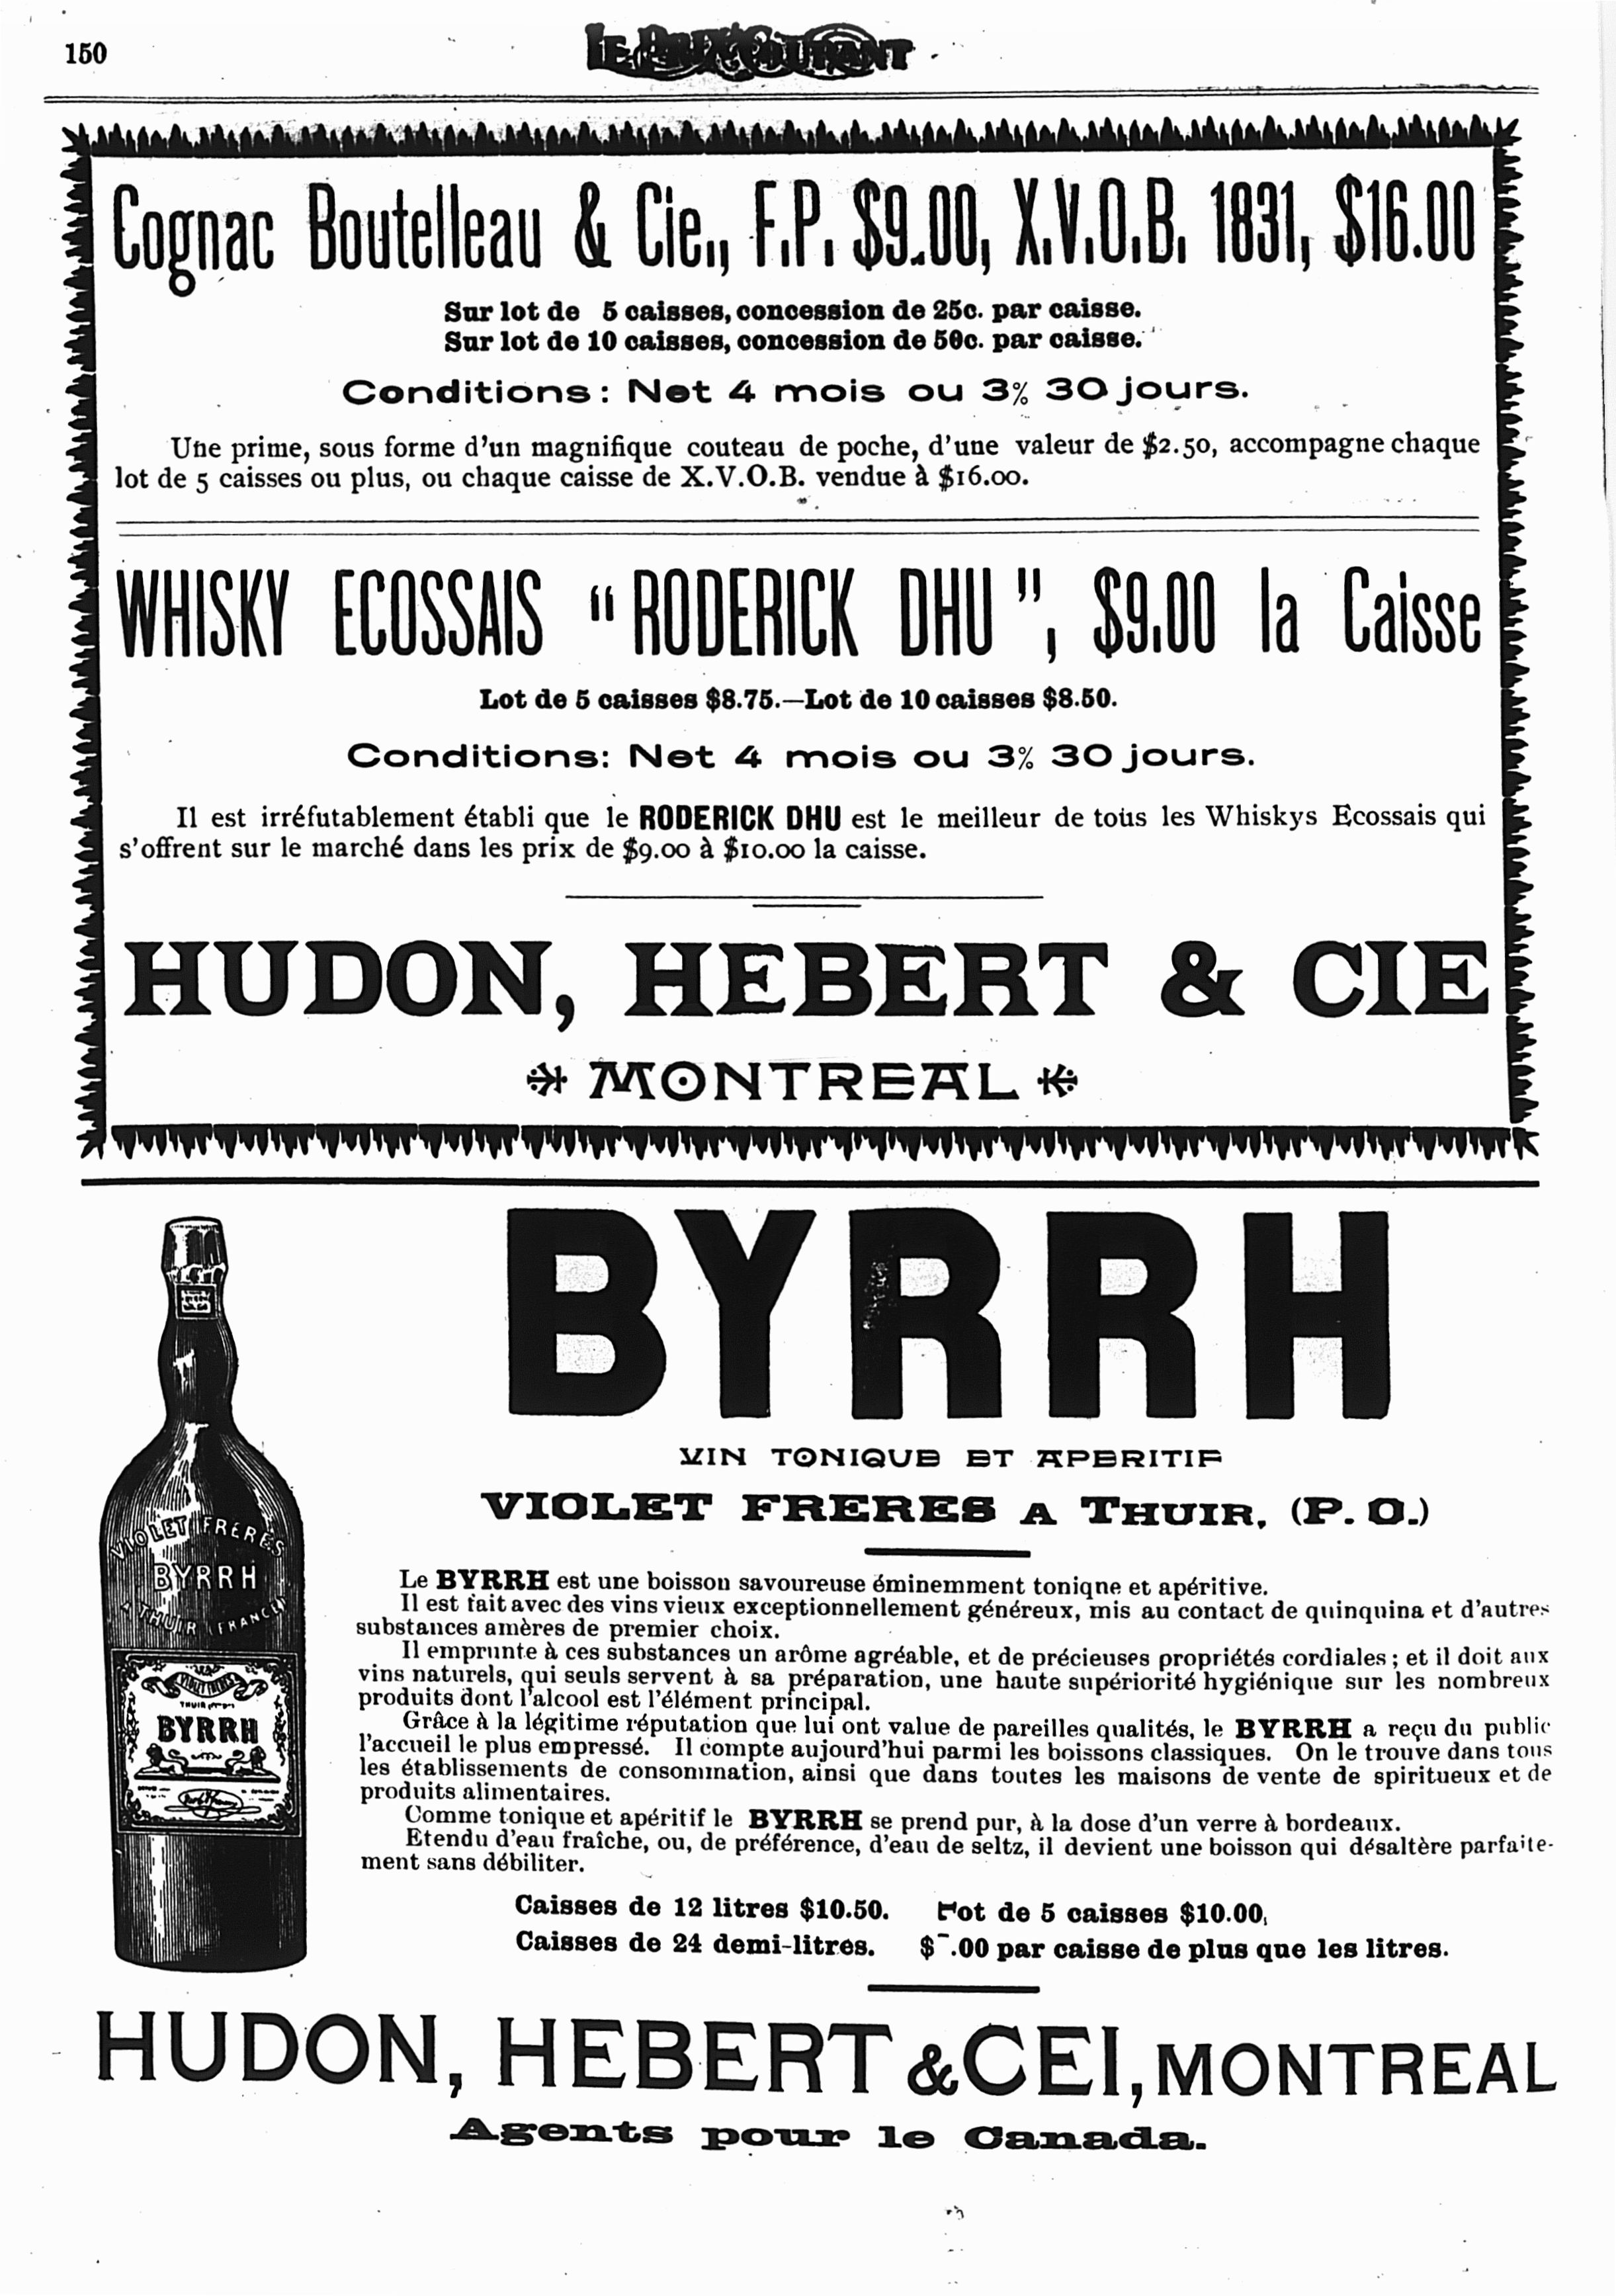 150
LE PRIX COURANT
Cognac Boutelleau & Cie., F.P. $9.00, X.V.O.B. 1831, $16.00
Sur lot de 5 caisses, concession de 25c. par caisse.
Sur lot de 10 caisses, concession de 50c. par caisse.
Conditions: Net 4 mois ou 3% 30 jours.
Une prime, sous forme d'un magnifique couteau de poche, d'une valeur de $2.50, accompagne chaque
lot de 5 caisses ou plus, ou chaque caisse de X.V.O.B. vendue à $16.00.
WHISKY ECOSSAIS "RODERICK DHU", $9.00 la Caisse
Lot de 5 caisses $8.75.—Lot de 10 caisses $8.50.
Conditions: Net 4 mois ou 3% 30 jours.
Il est irréfutablement établi que le RODERICK DHU est le meilleur de tous les Whiskys Ecossais qui
s'offrent sur le marché dans les prix de $9.00 à $10.00 la caisse.
HUDON, HEBERT & CIE
MONTREAL
BYRRH
VIN TONIQUE ET APERITIF
VIOLET FRERES A THUIR, (P. O.)
VIOLET FRERES
BYRRH
A THUIR (FRANCE)
VIOLET FRERES
THUIR
BYRRH
Le BYRRH est une boisson savoureuse éminemment tonique et apéritive.
Il est fait avec des vins vieux exceptionnellement généreux, mis au contact de quinquina et d'autres
substances amères de premier choix.
Il emprunte à ces substances un arôme agréable, et de précieuses propriétés cordiales; et il doit aux
vins naturels, qui seuls servent à sa préparation, une haute supériorité hygiénique sur les nombreux
produits dont l'alcool est l'élément principal.
Grâce à la légitime réputation que lui ont value de pareilles qualités, le BYRRH a reçu du public
l'accueil le plus empressé. Il compte aujourd'hui parmi les boissons classiques. On le trouve dans tous
les établissements de consommation, ainsi que dans toutes les maisons de vente de spiritueux et de
produits alimentaires.
Comme tonique et apéritif le BYRRH se prend pur, à la dose d'un verre à bordeaux.
Etendu d'eau fraîche, ou, de préférence, d'eau de seltz, il devient une boisson qui désaltère parfaite-
ment sans débiliter.
Caisses de 12 litres $10.50. Lot de 5 caisses $10.00,
Caisses de 24 demi-litres. .00 par caisse de plus que les litres.
HUDON, HEBERT & CEI, MONTREAL
Agents pour le Canada.